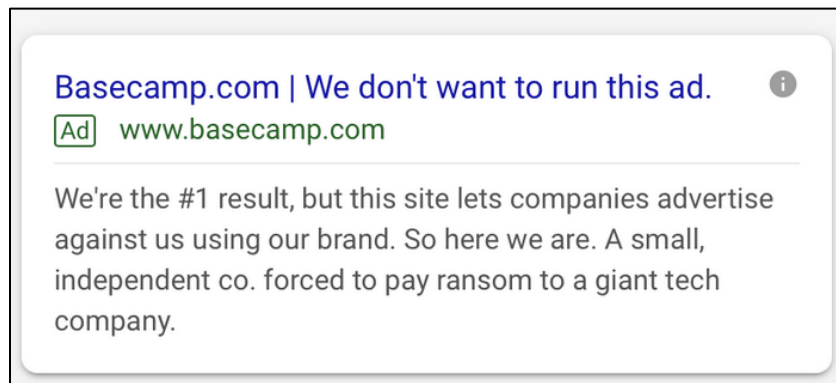 Basecamp.com | We don't want to run this ad.
Ad www.basecamp.com
We're the #1 result, but this site lets companies advertise
against us using our brand. So here we are. A small,
independent co. forced to pay ransom to a giant tech
company.